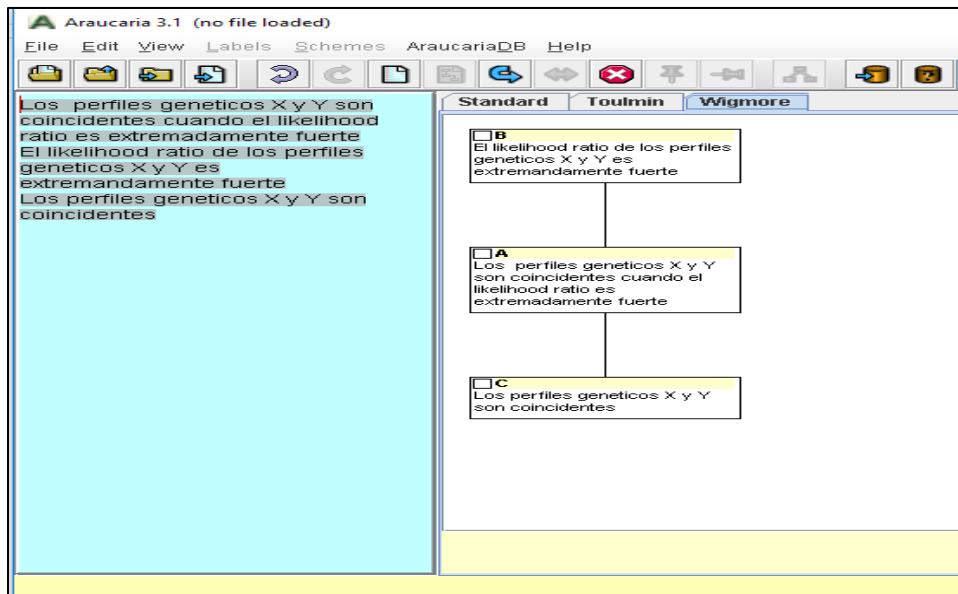 Araucaria 3.1 (no file loaded)
File Edit View Labels Schemes AraucariaDB Help
Los perfiles geneticos X y Y son
coincidentes cuando el likelihood
ratio es extremadamente fuerte
El likelihood ratio de los perfiles
geneticos X y Y es
extremandamente fuerte
Los perfiles geneticos X y Y son
coincidentes
Standard Toulmin Wigmore
B
El likelihood ratio de los perfiles
geneticos X y Y es
extremandamente fuerte
A
Los perfiles geneticos X y Y
son coincidentes cuando el
likelihood ratio es
extremadamente fuerte
C
Los perfiles geneticos X y Y
son coincidentes